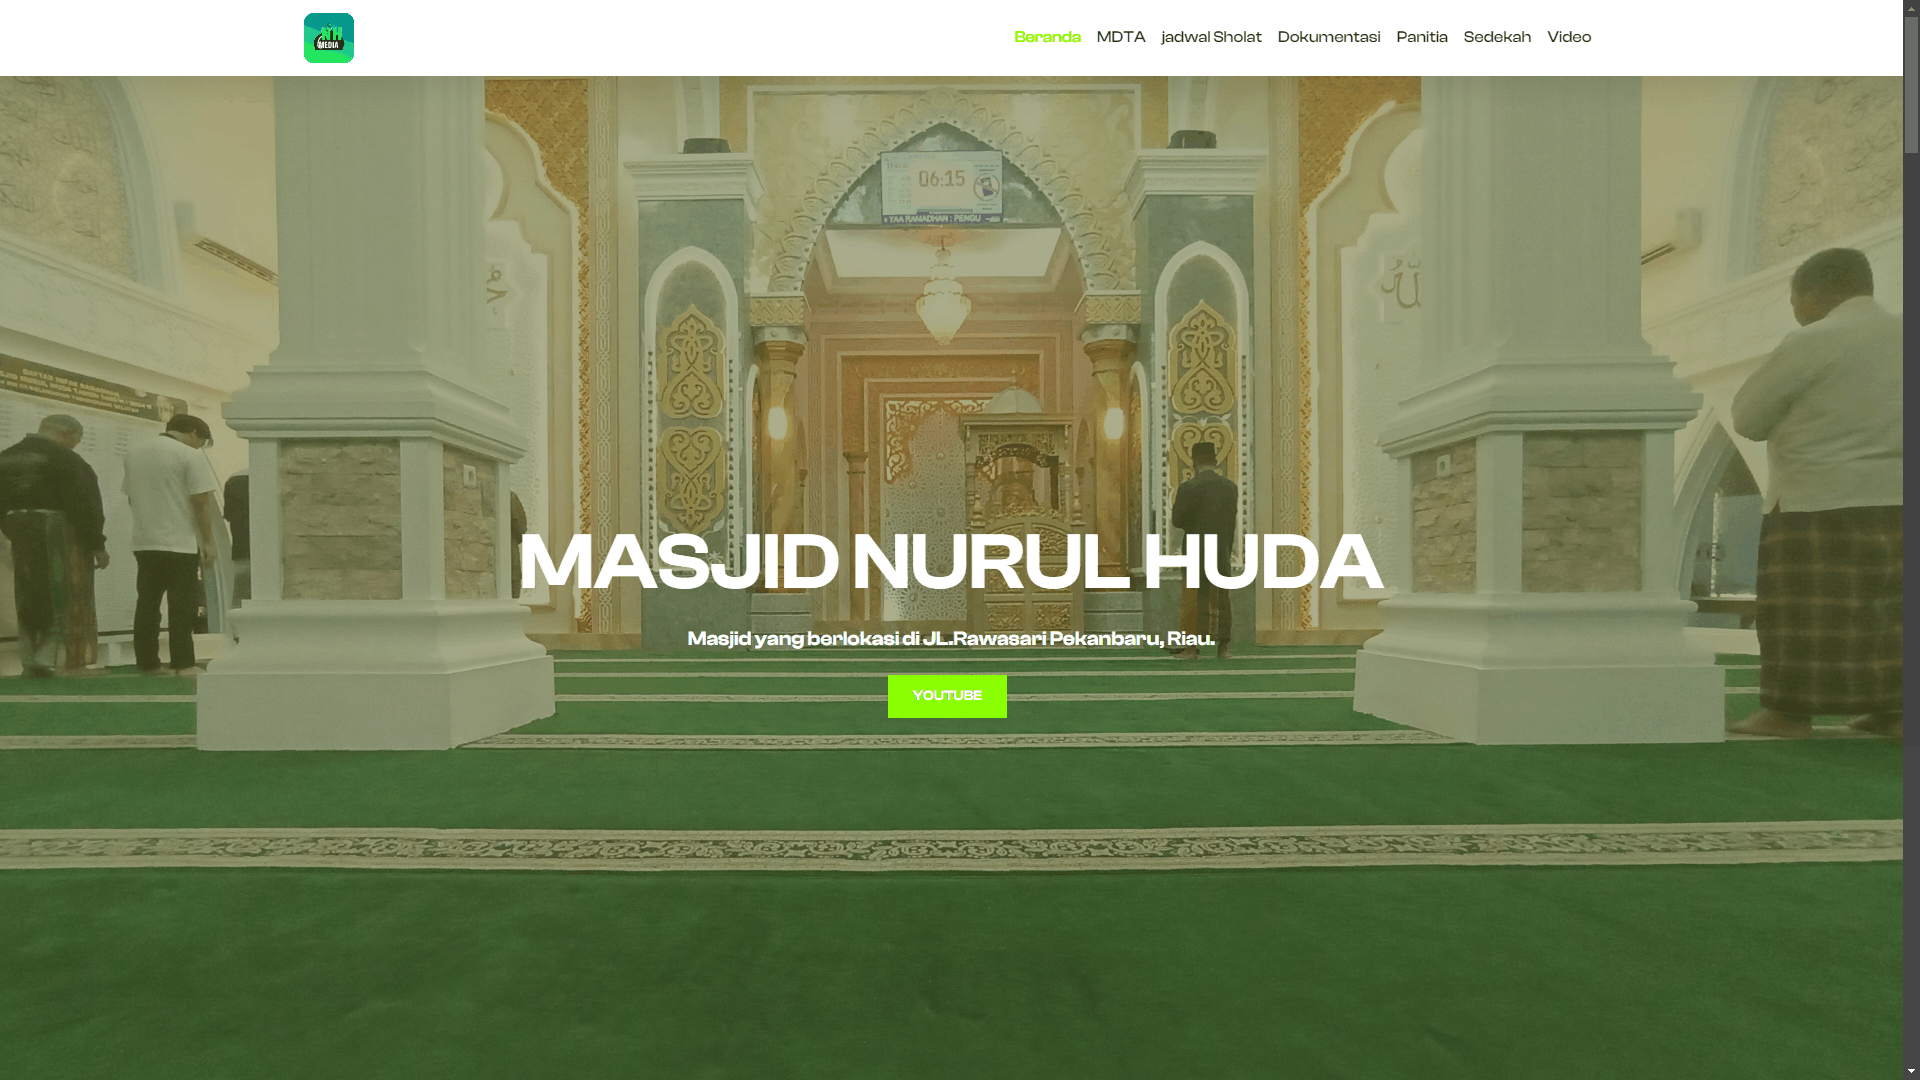 NH
MEDIA
Beranda MDTA jadwal Sholat Dokumentasi Panitia Sedekah Video
06:15
TAA RAMADHAN : PENGU
MASJID NURUL HUDA
Masjid yang berlokasi di JL.Rawasari Pekanbaru, Riau.
YOUTUBE